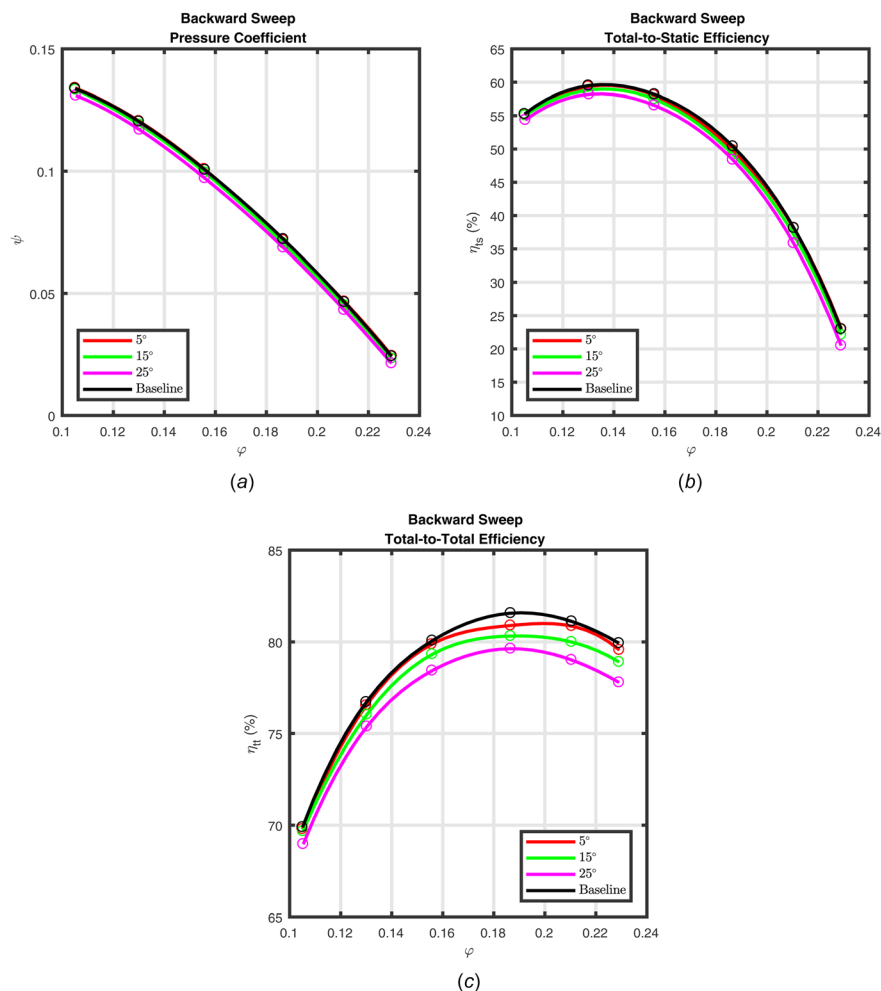 Backward Sweep
Pressure Coefficient
0.15
0.1
0.05
0
ψ
5°
15°
25°
Baseline
0.1 0.12 0.14 0.16 0.18 0.2 0.22 0.24
φ
(a)
Backward Sweep
Total-to-Static Efficiency
65
60
55
50
45
40
35
30
25
20
15
10
η_ts (%)
5°
15°
25°
Baseline
0.1 0.12 0.14 0.16 0.18 0.2 0.22 0.24
φ
(b)
Backward Sweep
Total-to-Total Efficiency
85
80
75
70
65
η_tt (%)
5°
15°
25°
Baseline
0.1 0.12 0.14 0.16 0.18 0.2 0.22 0.24
φ
(c)